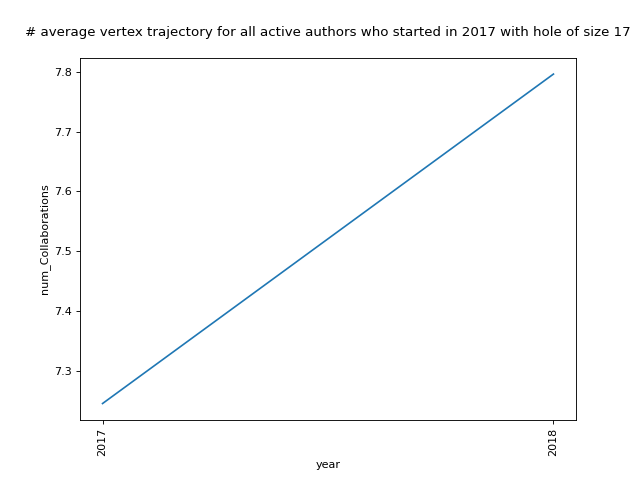 # average vertex trajectory for all active authors who started in 2017 with hole of size 17
7.8
7.7
7.6
7.5
7.4
7.3
num_Collaborations
2017
2018
year